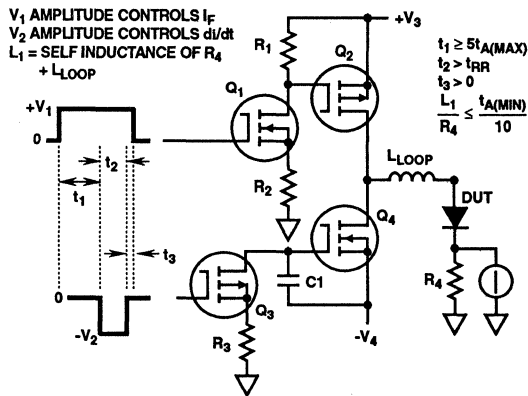 V1 AMPLITUDE CONTROLS IF
V2 AMPLITUDE CONTROLS di/dt
L1 = SELF INDUCTANCE OF R4
+ LLOOP
+V1
0
t2
t1
t3
0
-V2
R1
Q1
R2
Q2
+V3
t1 ≥ 5tA(MAX)
t2 > tRR
t3 > 0
L1/R4 ≤ tA(MIN)/10
LLOOP
DUT
Q4
C1
R4
Q3
R3
-V4